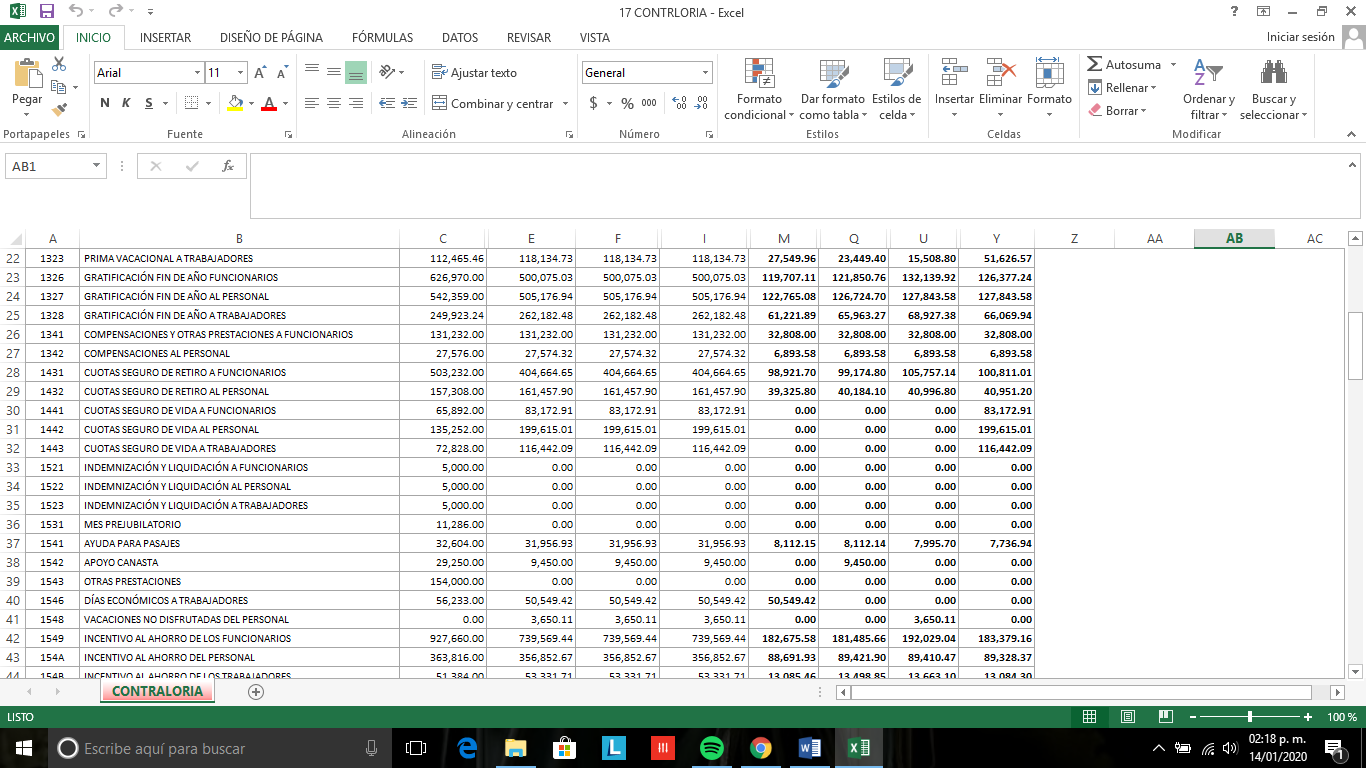 17 CONTRLORIA - Excel
ARCHIVO INICIO INSERTAR DISEÑO DE PÁGINA FÓRMULAS DATOS REVISAR VISTA Iniciar sesión
Pegar
Portapapeles
Arial 11
N K S
Fuente
Ajustar texto
Combinar y centrar
Alineación
General
$ % 000
Número
Formato condicional
Dar formato como tabla
Estilos de celda
Estilos
Insertar Eliminar Formato
Celdas
Autosuma
Rellenar
Borrar
Ordenar y filtrar
Buscar y seleccionar
Modificar
AB1 fx
A B C E F I M Q U Y Z AA AB AC
22 1323 PRIMA VACACIONAL A TRABAJADORES 112,465.46 118,134.73 118,134.73 118,134.73 27,549.96 23,449.40 15,508.80 51,626.57
23 1326 GRATIFICACIÓN FIN DE AÑO FUNCIONARIOS 626,970.00 500,075.03 500,075.03 500,075.03 119,707.11 121,850.76 132,139.92 126,377.24
24 1327 GRATIFICACIÓN FIN DE AÑO AL PERSONAL 542,359.00 505,176.94 505,176.94 505,176.94 122,765.08 126,724.70 127,843.58 127,843.58
25 1328 GRATIFICACIÓN FIN DE AÑO A TRABAJADORES 249,923.24 262,182.48 262,182.48 262,182.48 61,221.89 65,963.27 68,927.38 66,069.94
26 1341 COMPENSACIONES Y OTRAS PRESTACIONES A FUNCIONARIOS 131,232.00 131,232.00 131,232.00 131,232.00 32,808.00 32,808.00 32,808.00 32,808.00
27 1342 COMPENSACIONES AL PERSONAL 27,576.00 27,574.32 27,574.32 27,574.32 6,893.58 6,893.58 6,893.58 6,893.58
28 1431 CUOTAS SEGURO DE RETIRO A FUNCIONARIOS 503,232.00 404,664.65 404,664.65 404,664.65 98,921.70 99,174.80 105,757.14 100,811.01
29 1432 CUOTAS SEGURO DE RETIRO AL PERSONAL 157,308.00 161,457.90 161,457.90 161,457.90 39,325.80 40,184.10 40,996.80 40,951.20
30 1441 CUOTAS SEGURO DE VIDA A FUNCIONARIOS 65,892.00 83,172.91 83,172.91 83,172.91 0.00 0.00 0.00 83,172.91
31 1442 CUOTAS SEGURO DE VIDA AL PERSONAL 135,252.00 199,615.01 199,615.01 199,615.01 0.00 0.00 0.00 199,615.01
32 1443 CUOTAS SEGURO DE VIDA A TRABAJADORES 72,828.00 116,442.09 116,442.09 116,442.09 0.00 0.00 0.00 116,442.09
33 1521 INDEMNIZACIÓN Y LIQUIDACIÓN A FUNCIONARIOS 5,000.00 0.00 0.00 0.00 0.00 0.00 0.00 0.00
34 1522 INDEMNIZACIÓN Y LIQUIDACIÓN AL PERSONAL 5,000.00 0.00 0.00 0.00 0.00 0.00 0.00 0.00
35 1523 INDEMNIZACIÓN Y LIQUIDACIÓN A TRABAJADORES 5,000.00 0.00 0.00 0.00 0.00 0.00 0.00 0.00
36 1531 MES PREJUBILATORIO 11,286.00 0.00 0.00 0.00 0.00 0.00 0.00 0.00
37 1541 AYUDA PARA PASAJES 32,604.00 31,956.93 31,956.93 31,956.93 8,112.15 8,112.14 7,995.70 7,736.94
38 1542 APOYO CANASTA 29,250.00 9,450.00 9,450.00 9,450.00 0.00 9,450.00 0.00 0.00
39 1543 OTRAS PRESTACIONES 154,000.00 0.00 0.00 0.00 0.00 0.00 0.00 0.00
40 1546 DÍAS ECONÓMICOS A TRABAJADORES 56,233.00 50,549.42 50,549.42 50,549.42 50,549.42 0.00 0.00 0.00
41 1548 VACACIONES NO DISFRUTADAS DEL PERSONAL 0.00 3,650.11 3,650.11 3,650.11 0.00 0.00 3,650.11 0.00
42 1549 INCENTIVO AL AHORRO DE LOS FUNCIONARIOS 927,660.00 739,569.44 739,569.44 739,569.44 182,675.58 181,485.66 192,029.04 183,379.16
43 154A INCENTIVO AL AHORRO DEL PERSONAL 363,816.00 356,852.67 356,852.67 356,852.67 88,691.93 89,421.90 89,410.47 89,328.37
44 154B INCENTIVO AL AHORRO DE LOS TRABAJADORES 51,384.00 53,331.71 53,331.71 53,331.71 13,085.46 13,498.85 13,663.10 13,084.30
CONTRALORIA
LISTO 100 %
Escribe aquí para buscar
02:18 p. m.
14/01/2020
1